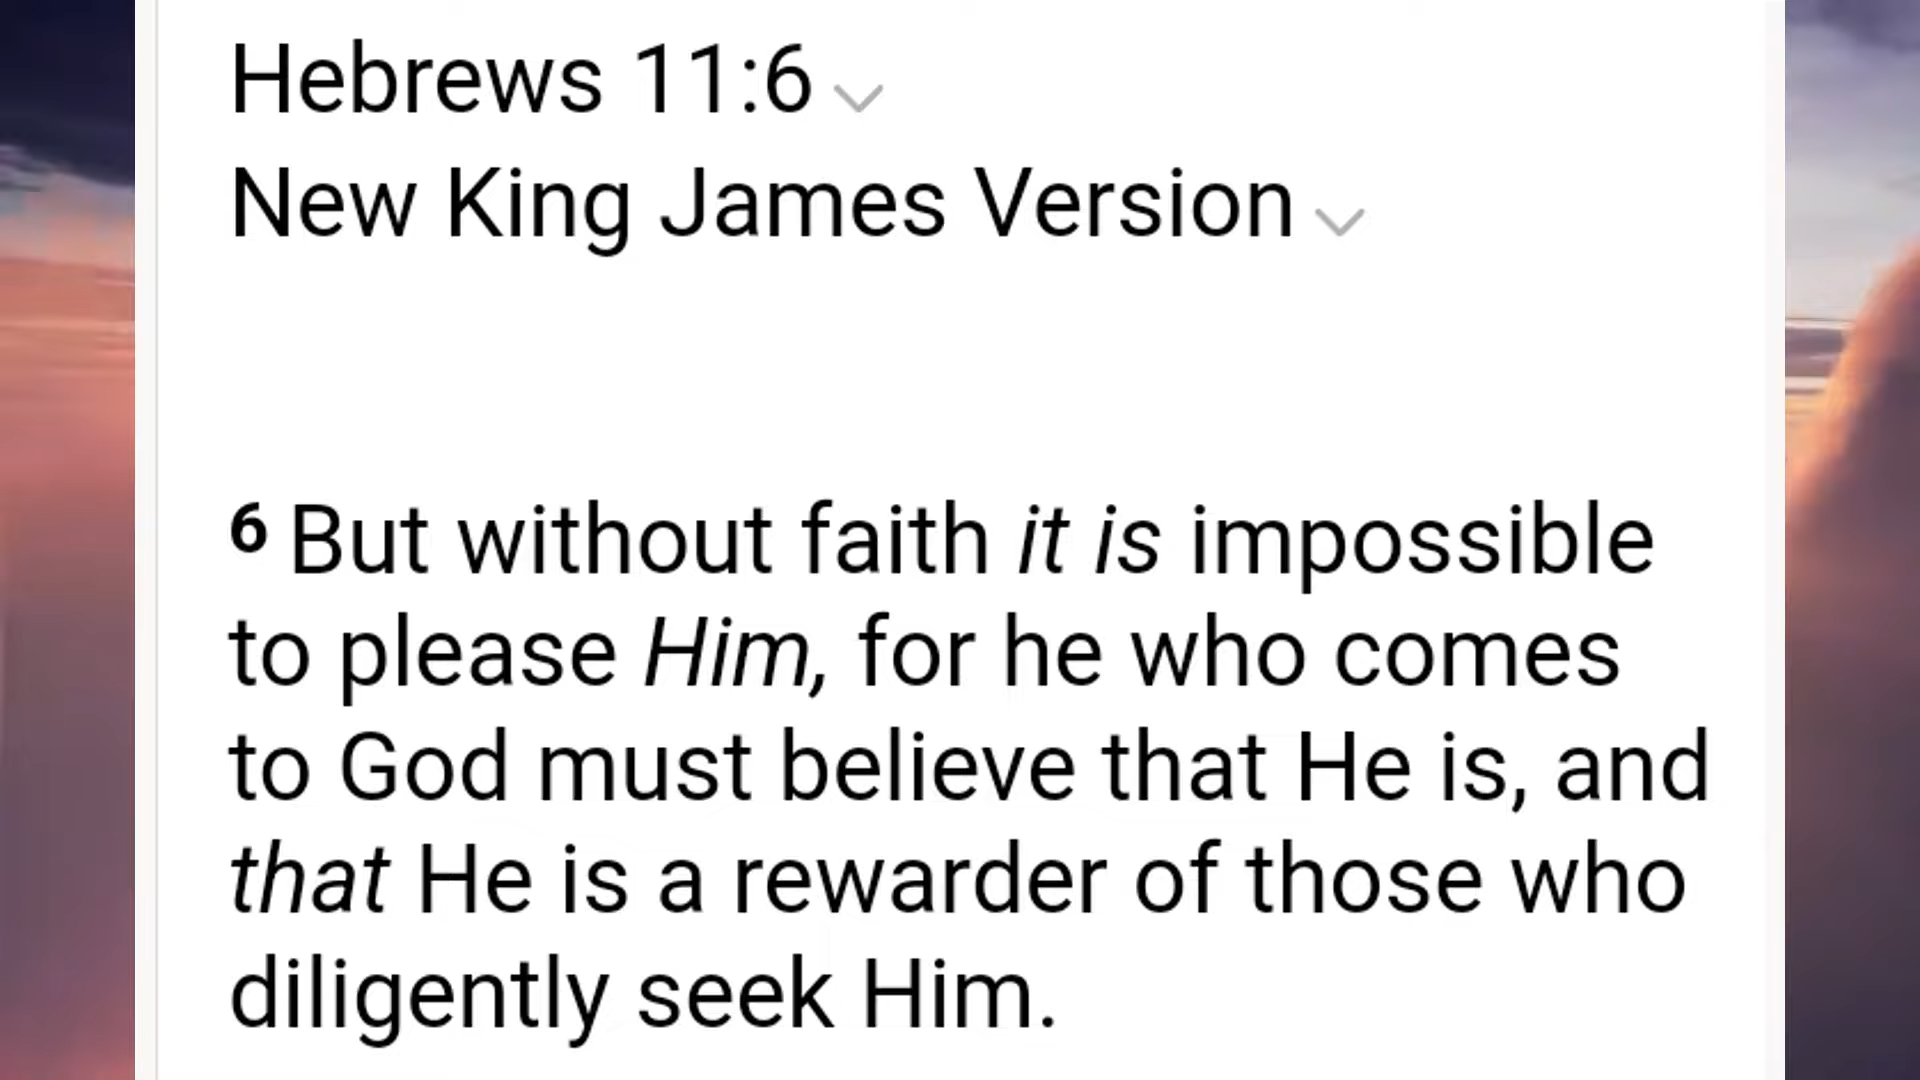 Hebrews 11:6
New King James Version
6 But without faith it is impossible
to please Him, for he who comes
to God must believe that He is, and
that He is a rewarder of those who
diligently seek Him.